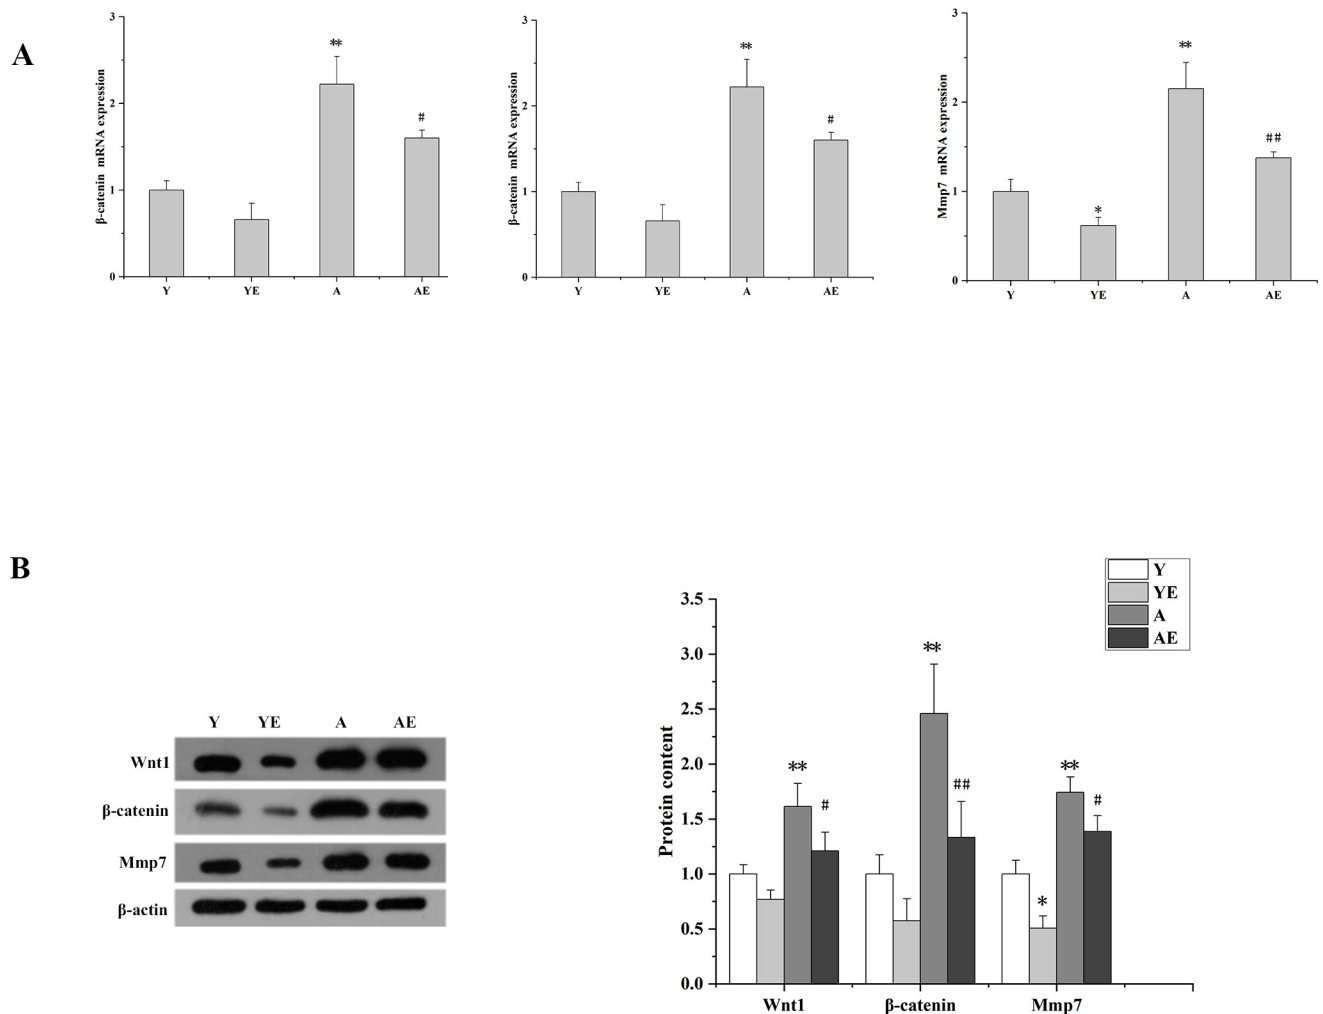 A
β-catenin mRNA expression
3
2
1
0
**
#
Y YE A AE
β-catenin mRNA expression
3
2
1
0
**
#
Y YE A AE
Mmp7 mRNA expression
3
2
1
0
*
**
##
Y YE A AE
B
Y YE A AE
Wnt1
β-catenin
Mmp7
β-actin
Y
YE
A
AE
Protein content
3.5
3.0
2.5
2.0
1.5
1.0
0.5
0.0
**
#
**
##
*
**
#
Wnt1 β-catenin Mmp7